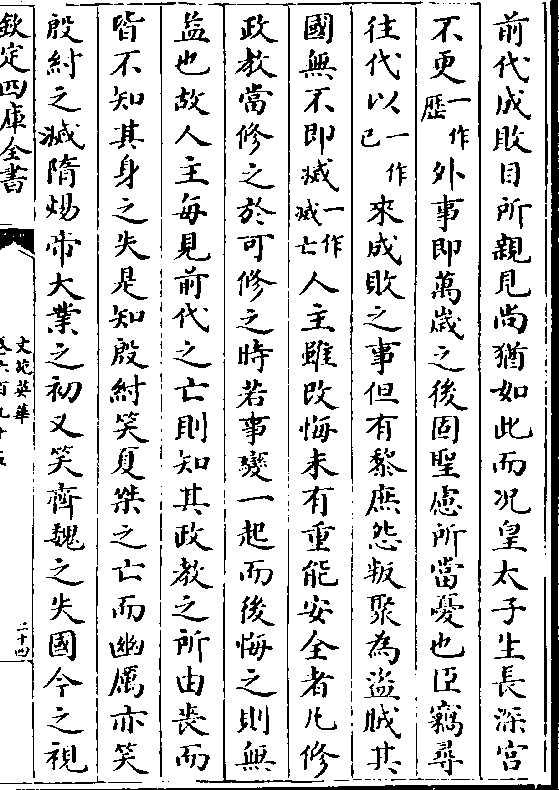 前代成敗目所親見尚猶如此而况皇太子生長深宫
不更一作歷外事即萬歲之後固聖慮所當憂也臣竊尋
往代以一作已來成敗之事但有黎庶怨叛聚為盗賊其
國無不即滅一作滅亡人主雖改悔未有重能安全者凡修
政教當修之於可修之時若事變一起而後悔之則無
益也故人主每見前代之亡則知其政教之所由喪而
皆不知其身之失是知殷紂笑夏桀之亡而幽厲亦笑
殷紂之滅隋煬帝大業之初又笑齊魏之失國今之視
欽定四庫全書
文苑英華
卷六百九十五
二十四